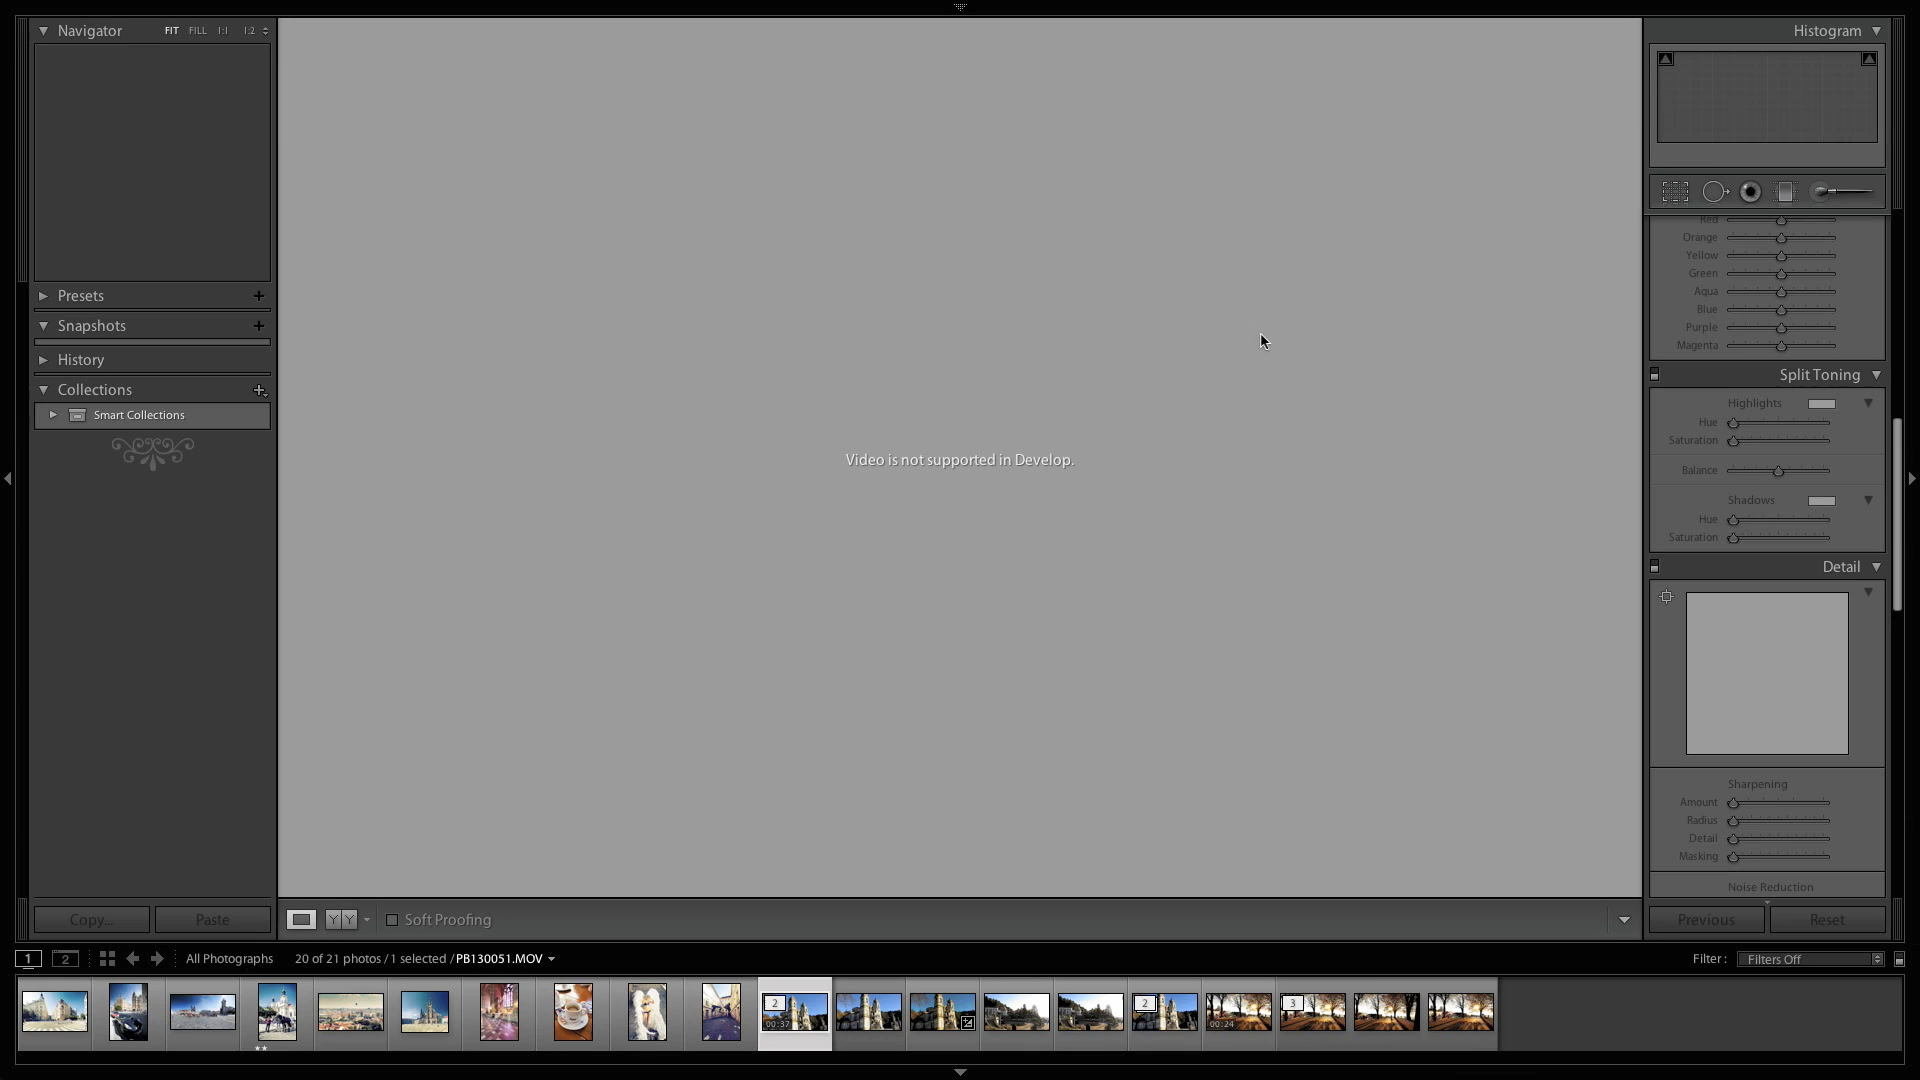 Navigator FIT FILL 1:1 1:2
Presets
Snapshots
History
Collections
Smart Collections
Copy... Paste
Video is not supported in Develop.
Soft Proofing
Histogram
Red
Orange
Yellow
Green
Aqua
Blue
Purple
Magenta
Split Toning
Highlights
Hue
Saturation
Balance
Shadows
Hue
Saturation
Detail
Sharpening
Amount
Radius
Detail
Masking
Noise Reduction
Previous Reset
1 2 All Photographs 20 of 21 photos / 1 selected / PB130051.MOV Filter : Filters Off
2 2 3
00:37 00:24